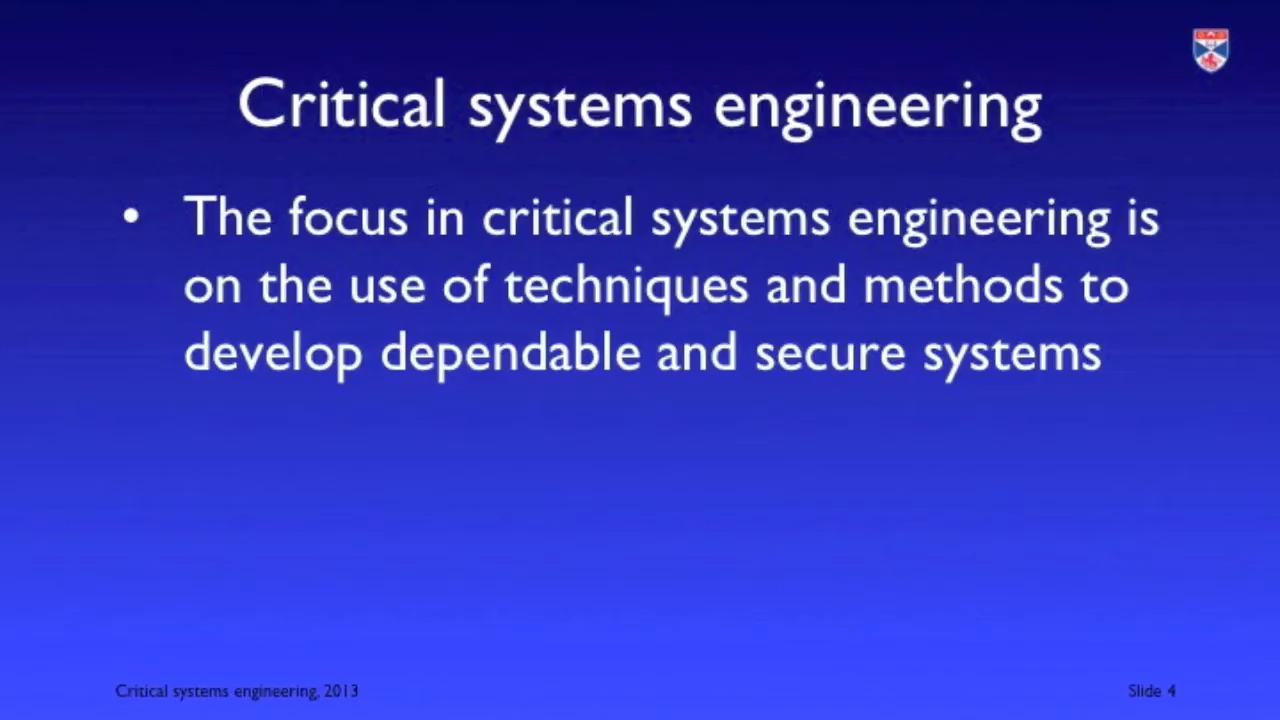 Critical systems engineering
• The focus in critical systems engineering is
on the use of techniques and methods to
develop dependable and secure systems
Critical systems engineering, 2013
Slide 4